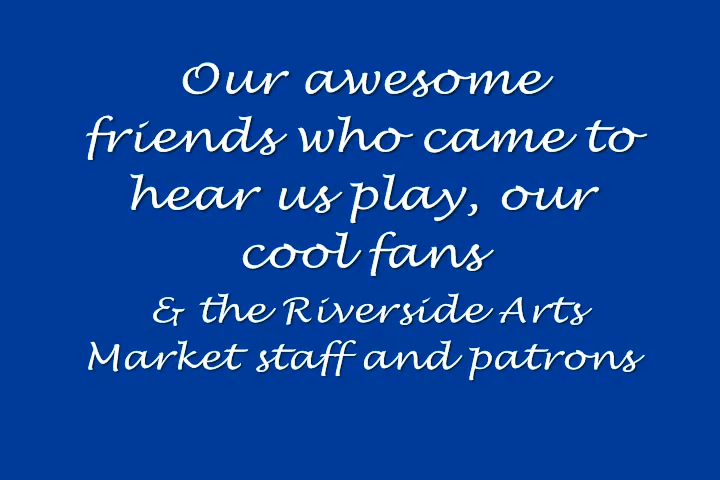 Our awesome
friends who came to
hear us play, our
cool fans
& the Riverside Arts
Market staff and patrons